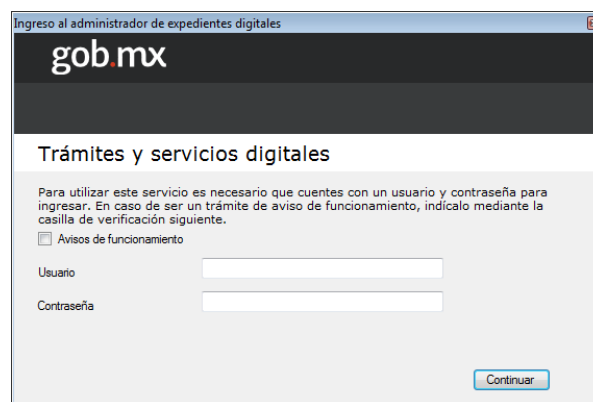 Ingreso al administrador de expedientes digitales
gob.mx
Trámites y servicios digitales
Para utilizar este servicio es necesario que cuentes con un usuario y contraseña para
ingresar. En caso de ser un trámite de aviso de funcionamiento, indícalo mediante la
casilla de verificación siguiente.
Avisos de funcionamiento
Usuario
Contraseña
Continuar